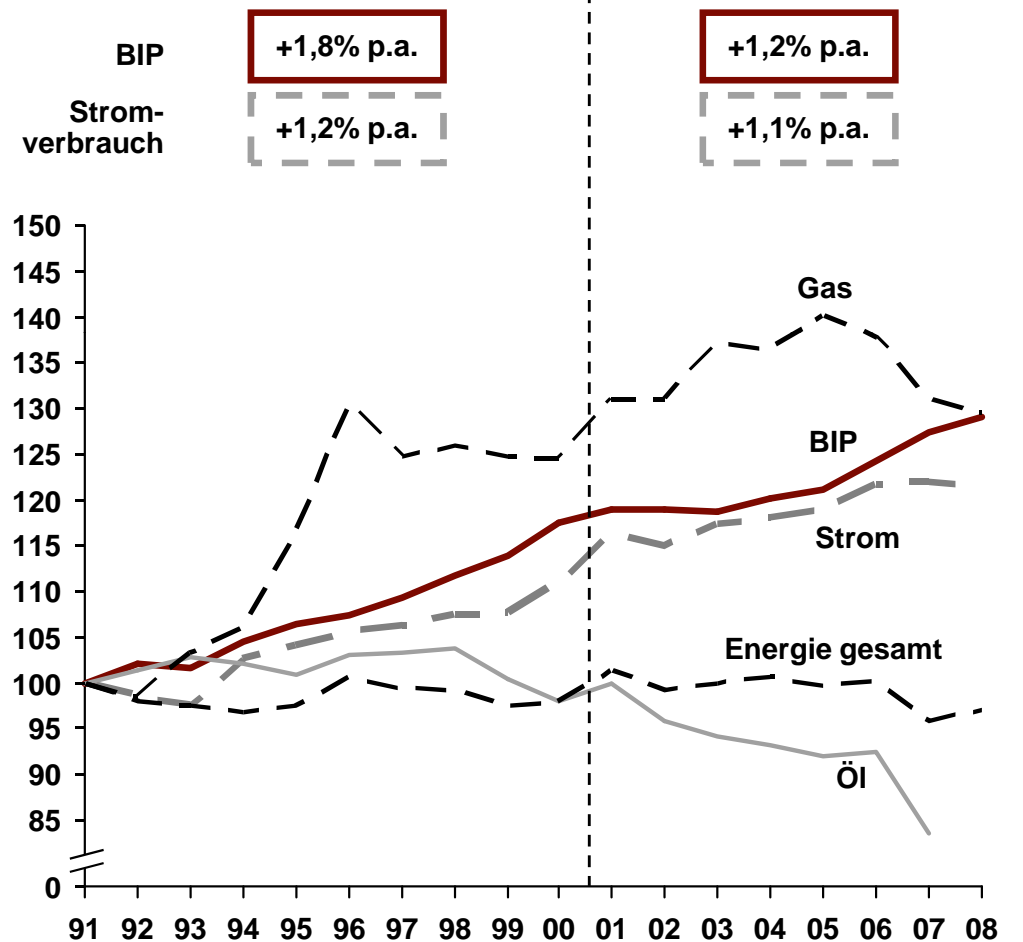 BIP
+1,8% p.a.
+1,2% p.a.
Strom-
verbrauch
+1,2% p.a.
+1,1% p.a.
150
145
140
135
130
125
120
115
110
105
100
95
90
85
0
Gas
BIP
Strom
Energie gesamt
Öl
91 92 93 94 95 96 97 98 99 00 01 02 03 04 05 06 07 08